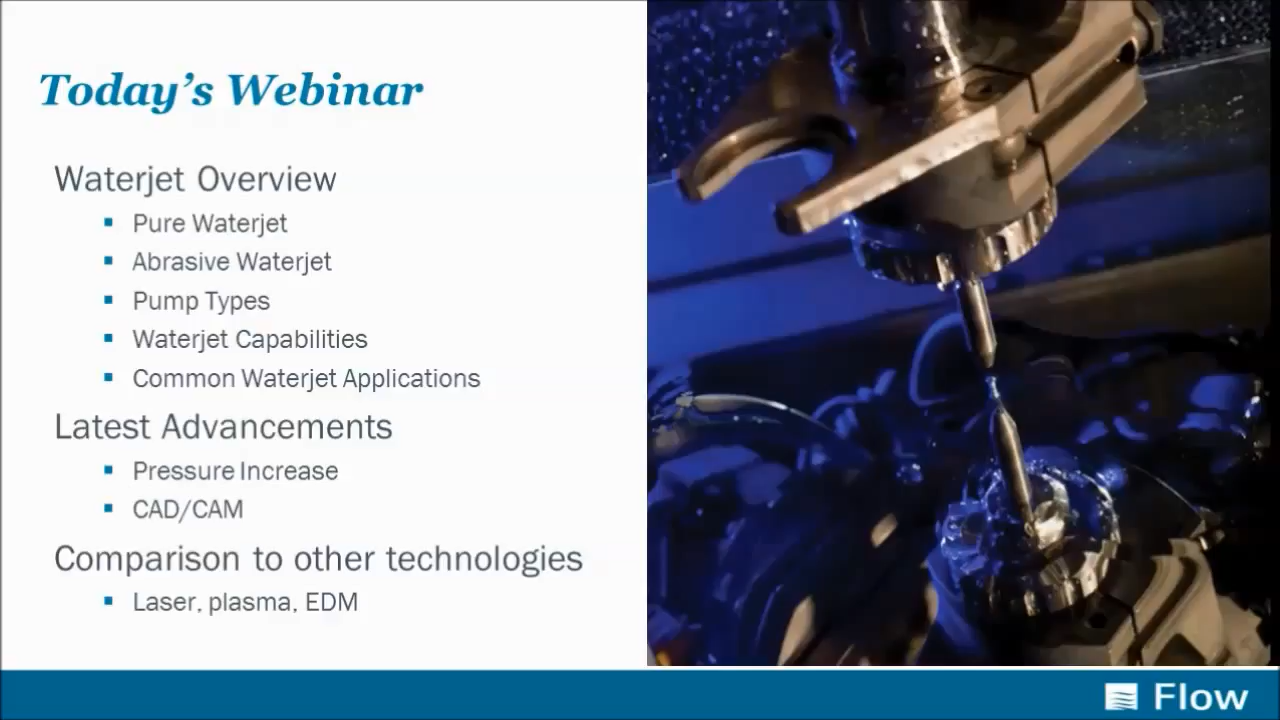 Today's Webinar
Waterjet Overview
Pure Waterjet
Abrasive Waterjet
Pump Types
Waterjet Capabilities
Common Waterjet Applications
Latest Advancements
Pressure Increase
CAD/CAM
Comparison to other technologies
Laser, plasma, EDM
Flow